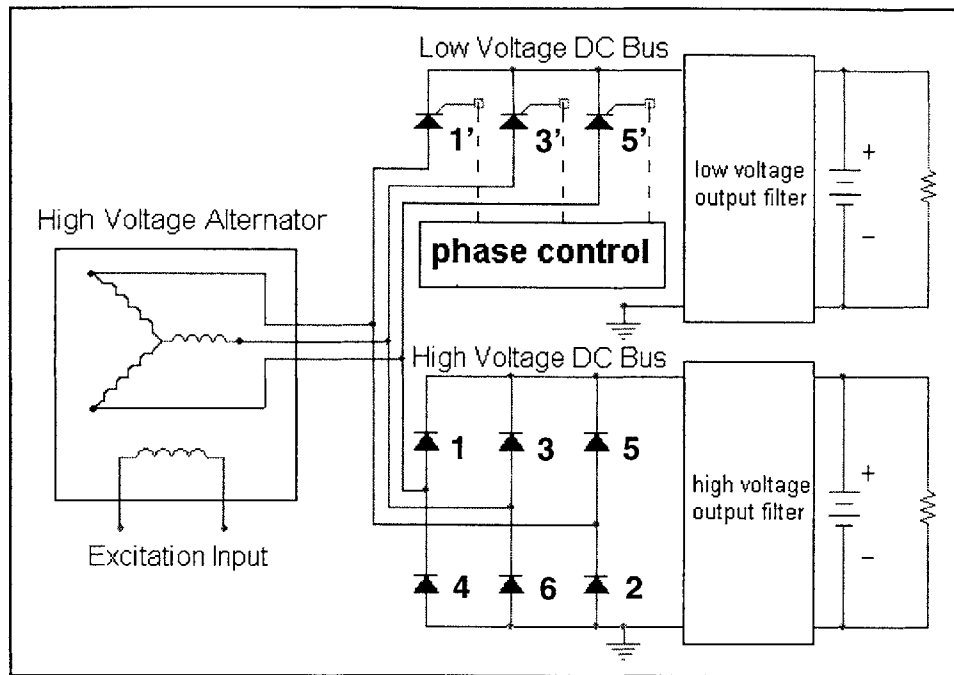 Low Voltage DC Bus
1’ 3’ 5’
low voltage
output filter
+
−
phase control
High Voltage Alternator
Excitation Input
High Voltage DC Bus
1 3 5
4 6 2
high voltage
output filter
+
−